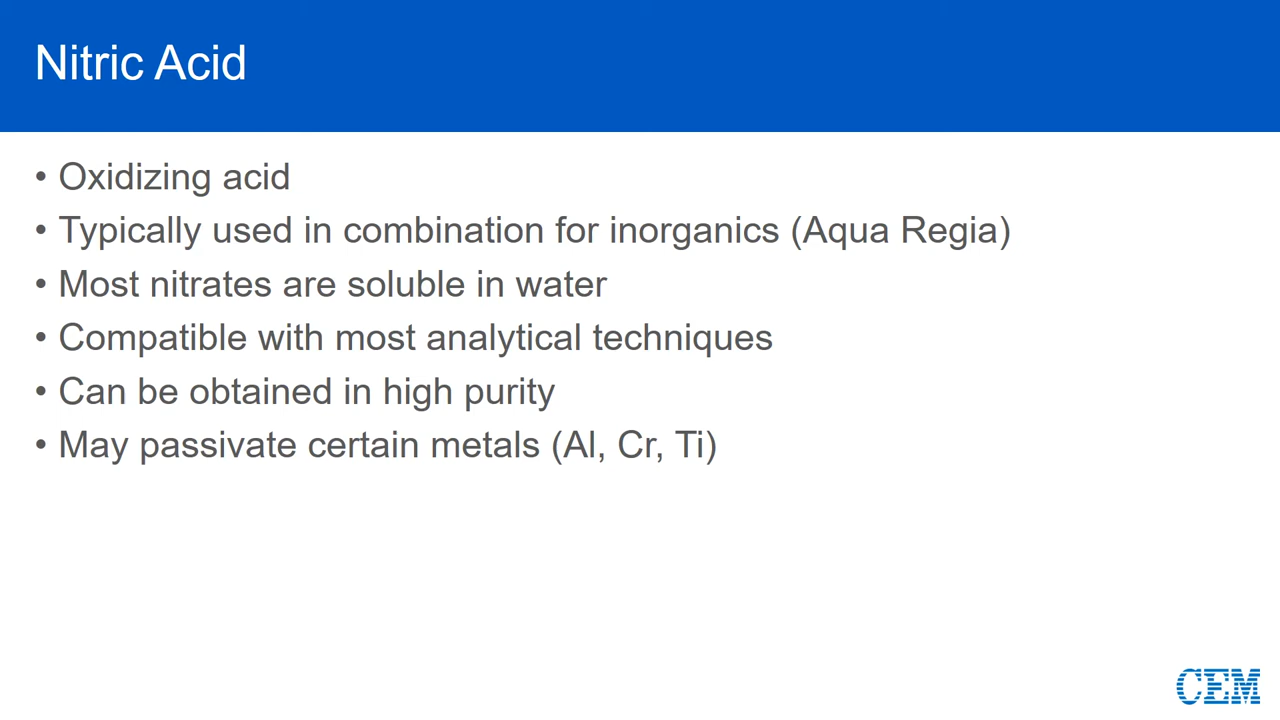 Nitric Acid
• Oxidizing acid
• Typically used in combination for inorganics (Aqua Regia)
• Most nitrates are soluble in water
• Compatible with most analytical techniques
• Can be obtained in high purity
• May passivate certain metals (Al, Cr, Ti)
CEM